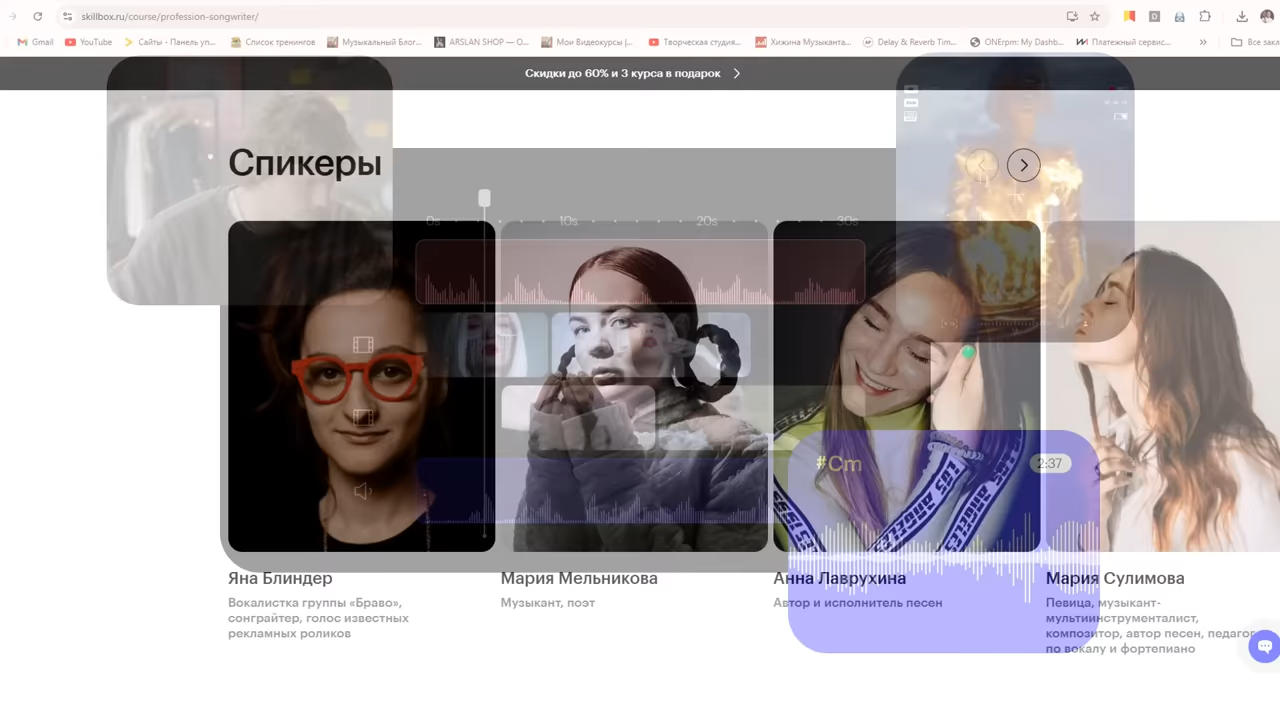 skillbox.ru/course/profession-songwriter/
Gmail
YouTube
Сайты - Панель уп...
Список тренингов
Музыкальный Блог...
ARSLAN SHOP — О...
Мои Видеокурсы |...
Творческая студия...
Хижина Музыканта...
Delay & Reverb Tim...
ONErpm: My Dashb...
Платежный сервис...
Все зака
Скидки до 60% и 3 курса в подарок
Спикеры
0s
10s
20s
30s
#Cm
2:37
LOS ANGELES
Яна Блиндер
Вокалистка группы «Браво»,
сонграйтер, голос известных
рекламных роликов
Мария Мельникова
Музыкант, поэт
Анна Лаврухина
Автор и исполнитель песен
Мария Сулимова
Певица, музыкант-
мультиинструменталист,
композитор, автор песен, педагог
по вокалу и фортепиано